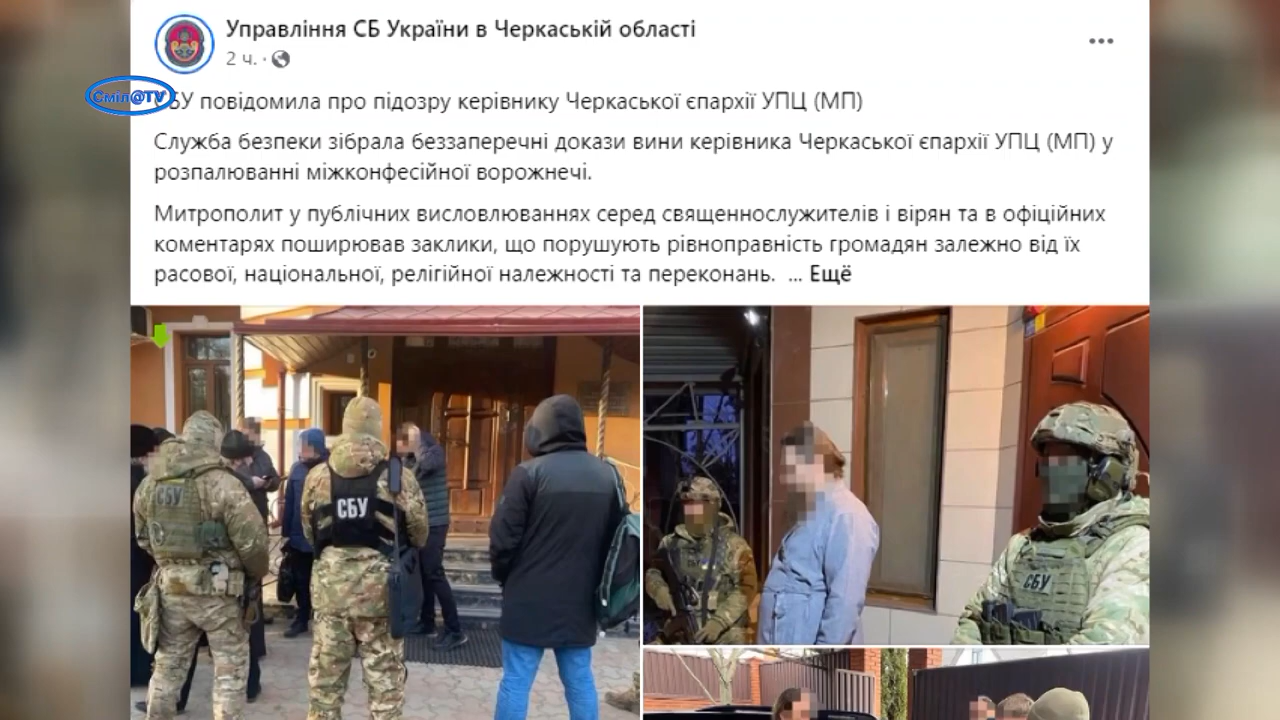 Управління СБ України в Черкаській області
2 ч. ·
Сміл@TV
БУ повідомила про підозру керівнику Черкаської єпархії УПЦ (МП)
Служба безпеки зібрала беззаперечні докази вини керівника Черкаської єпархії УПЦ (МП) у
розпалюванні міжконфесійної ворожнечі.
Митрополит у публічних висловлюваннях серед священнослужителів і вірян та в офіційних
коментарях поширював заклики, що порушують рівноправність громадян залежно від їх
расової, національної, релігійної належності та переконань. ... Ещё
СБУ
СБУ
СБУ